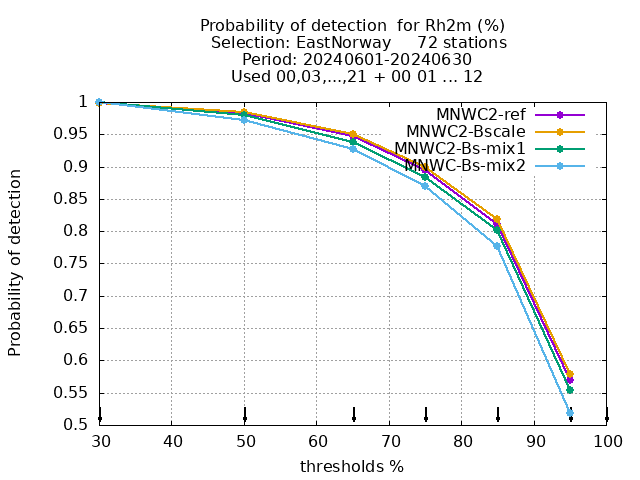 Probability of detection  for Rh2m (%)
Selection: EastNorway     72 stations
Period: 20240601-20240630
Used 00,03,...,21 + 00 01 ... 12
MNWC2-ref
MNWC2-Bscale
MNWC2-Bs-mix1
MNWC-Bs-mix2
Probability of detection
1
0.95
0.9
0.85
0.8
0.75
0.7
0.65
0.6
0.55
0.5
30 40 50 60 70 80 90 100
thresholds %